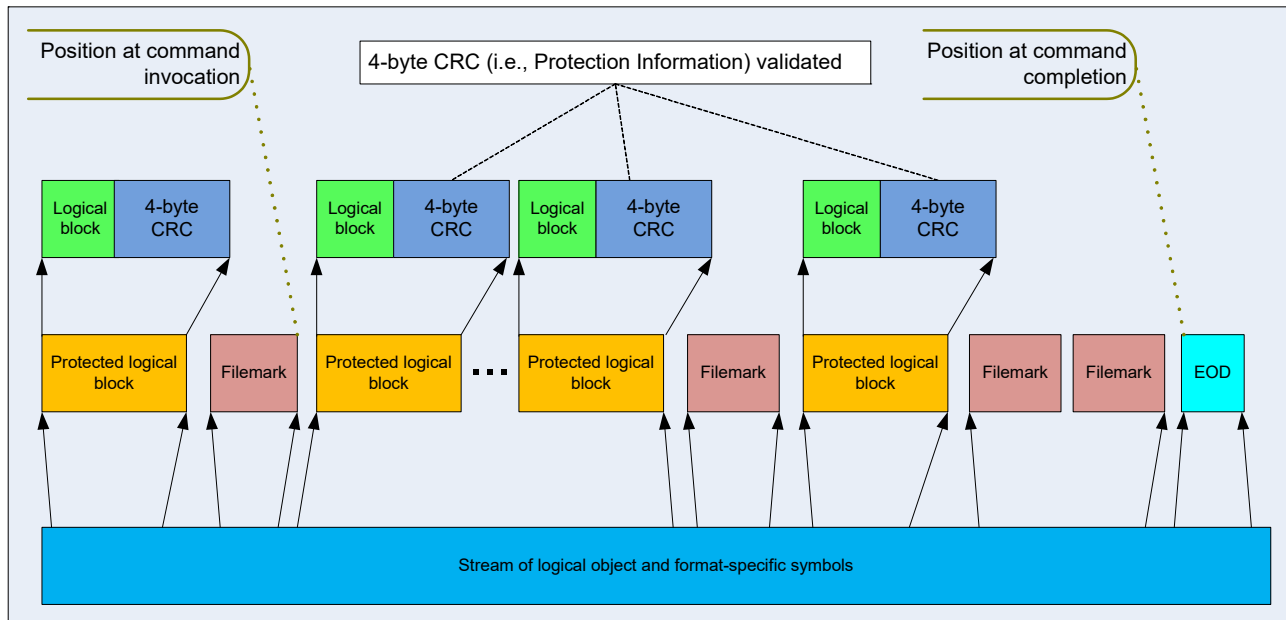 Position at command
invocation
4-byte CRC (i.e., Protection Information) validated
Position at command
completion
Logical
block
4-byte
CRC
Logical
block
4-byte
CRC
Logical
block
4-byte
CRC
Logical
block
4-byte
CRC
Protected logical
block
Filemark
Protected logical
block
Protected logical
block
Filemark
Protected logical
block
Filemark
Filemark
EOD
Stream of logical object and format-specific symbols